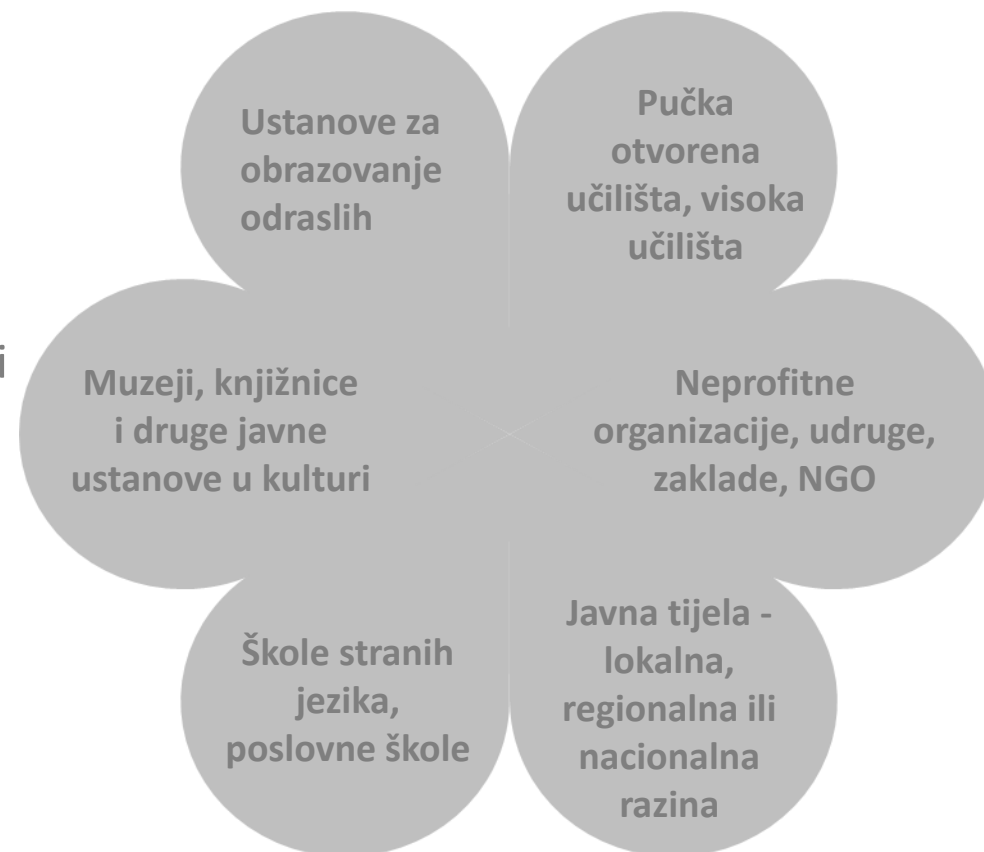 Ustanove za
obrazovanje
odraslih
Pučka
otvorena
učilišta, visoka
učilišta
i
Muzeji, knjižnice
i druge javne
ustanove u kulturi
Neprofitne
organizacije, udruge,
zaklade, NGO
Škole stranih
jezika,
poslovne škole
Javna tijela -
lokalna,
regionalna ili
nacionalna
razina